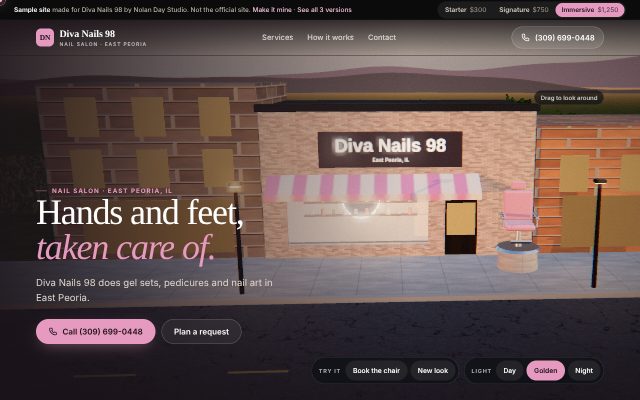 Sample site made for Diva Nails 98 by Nolan Day Studio. Not the official site. Make it mine · See all 3 versions
Starter $300 Signature $750 Immersive $1,250
DN Diva Nails 98
NAIL SALON · EAST PEORIA
Services How it works Contact
(309) 699-0448
Drag to look around
Diva Nails 98
East Peoria, IL
NAIL SALON · EAST PEORIA, IL
Hands and feet,
taken care of.
Diva Nails 98 does gel sets, pedicures and nail art in
East Peoria.
Call (309) 699-0448 Plan a request
TRY IT Book the chair New look LIGHT Day Golden Night